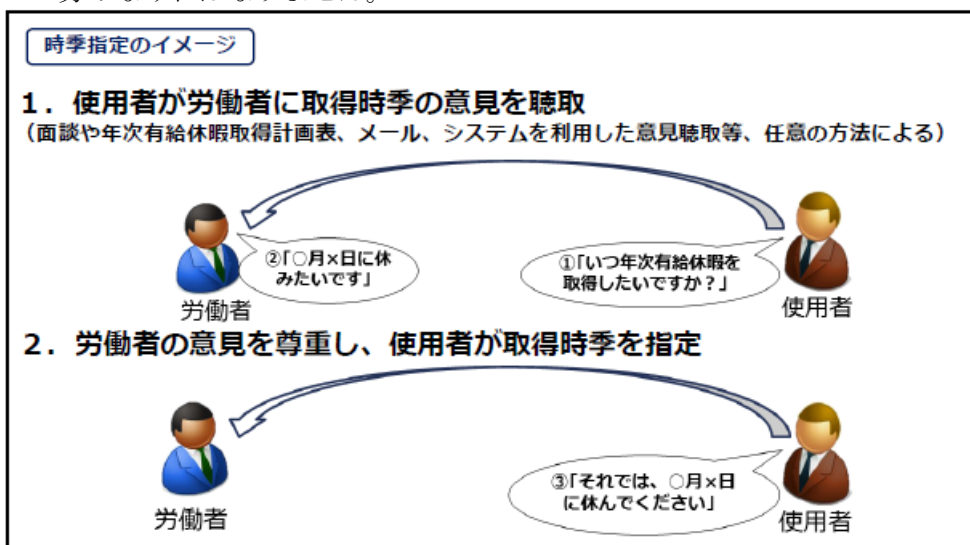 時季指定のイメージ
1．使用者が労働者に取得時季の意見を聴取
（面談や年次有給休暇取得計画表、メール、システムを利用した意見聴取等、任意の方法による）
②「○月×日に休
みたいです」
①「いつ年次有給休暇を
取得したいですか？」
労働者
使用者
2．労働者の意見を尊重し、使用者が取得時季を指定
③「それでは、○月×日
に休んでください」
労働者
使用者